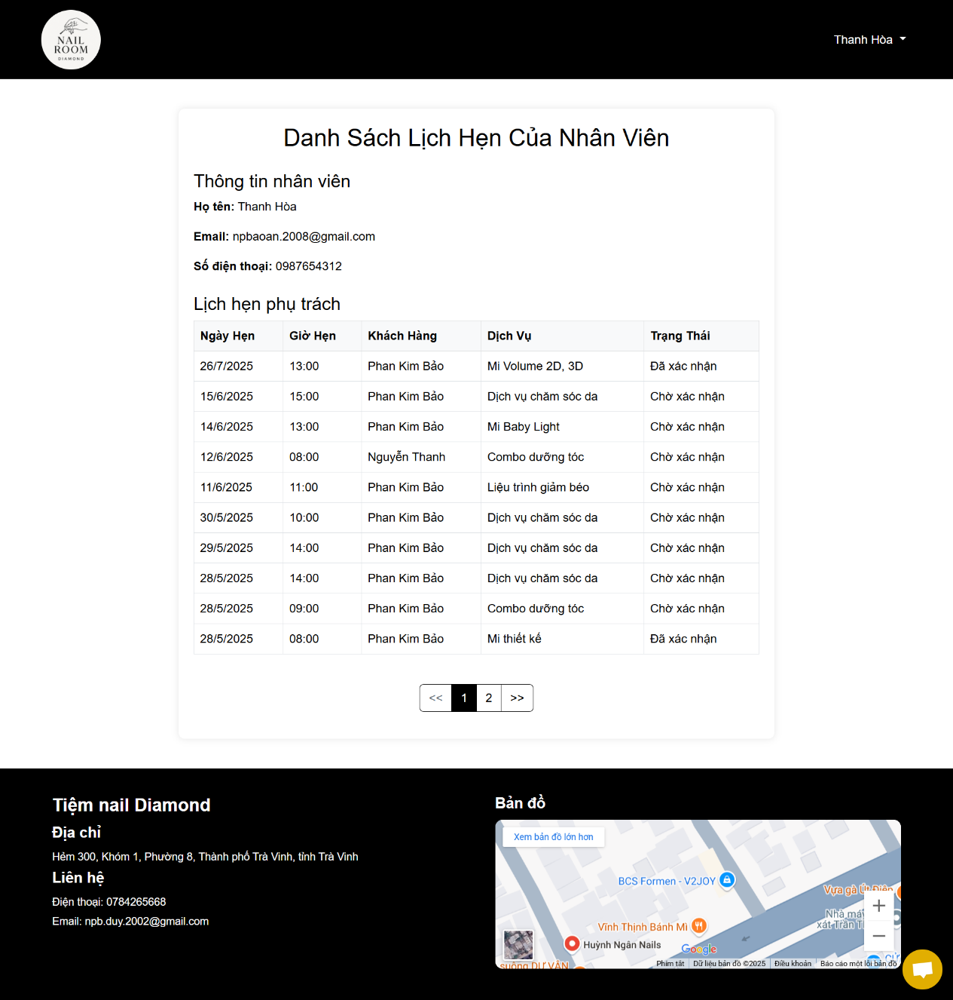 NAIL
ROOM
DIAMOND
Thanh Hòa
Danh Sách Lịch Hẹn Của Nhân Viên
Thông tin nhân viên
Họ tên: Thanh Hòa
Email: npbaoan.2008@gmail.com
Số điện thoại: 0987654312
Lịch hẹn phụ trách
Ngày Hẹn Giờ Hẹn Khách Hàng Dịch Vụ Trạng Thái
26/7/2025 13:00 Phan Kim Bảo Mi Volume 2D, 3D Đã xác nhận
15/6/2025 15:00 Phan Kim Bảo Dịch vụ chăm sóc da Chờ xác nhận
14/6/2025 13:00 Phan Kim Bảo Mi Baby Light Chờ xác nhận
12/6/2025 08:00 Nguyễn Thanh Combo dưỡng tóc Chờ xác nhận
11/6/2025 11:00 Phan Kim Bảo Liệu trình giảm béo Chờ xác nhận
30/5/2025 10:00 Phan Kim Bảo Dịch vụ chăm sóc da Chờ xác nhận
29/5/2025 14:00 Phan Kim Bảo Dịch vụ chăm sóc da Chờ xác nhận
28/5/2025 14:00 Phan Kim Bảo Dịch vụ chăm sóc da Chờ xác nhận
28/5/2025 09:00 Phan Kim Bảo Combo dưỡng tóc Chờ xác nhận
28/5/2025 08:00 Phan Kim Bảo Mi thiết kế Đã xác nhận
<< 1 2 >>
Tiệm nail Diamond
Địa chỉ
Hẻm 300, Khóm 1, Phường 8, Thành phố Trà Vinh, tỉnh Trà Vinh
Liên hệ
Điện thoại: 0784265668
Email: npb.duy.2002@gmail.com
Bản đồ
Xem bản đồ lớn hơn
BCS Formen - V2JOY
Vựa gà Út Điện
Nhà má
xát Trần T
Vĩnh Thịnh Bánh Mì
Huỳnh Ngân Nails
Google
Phím tắt Dữ liệu bản đồ ©2025 Điều khoản Báo cáo một lỗi bản đồ